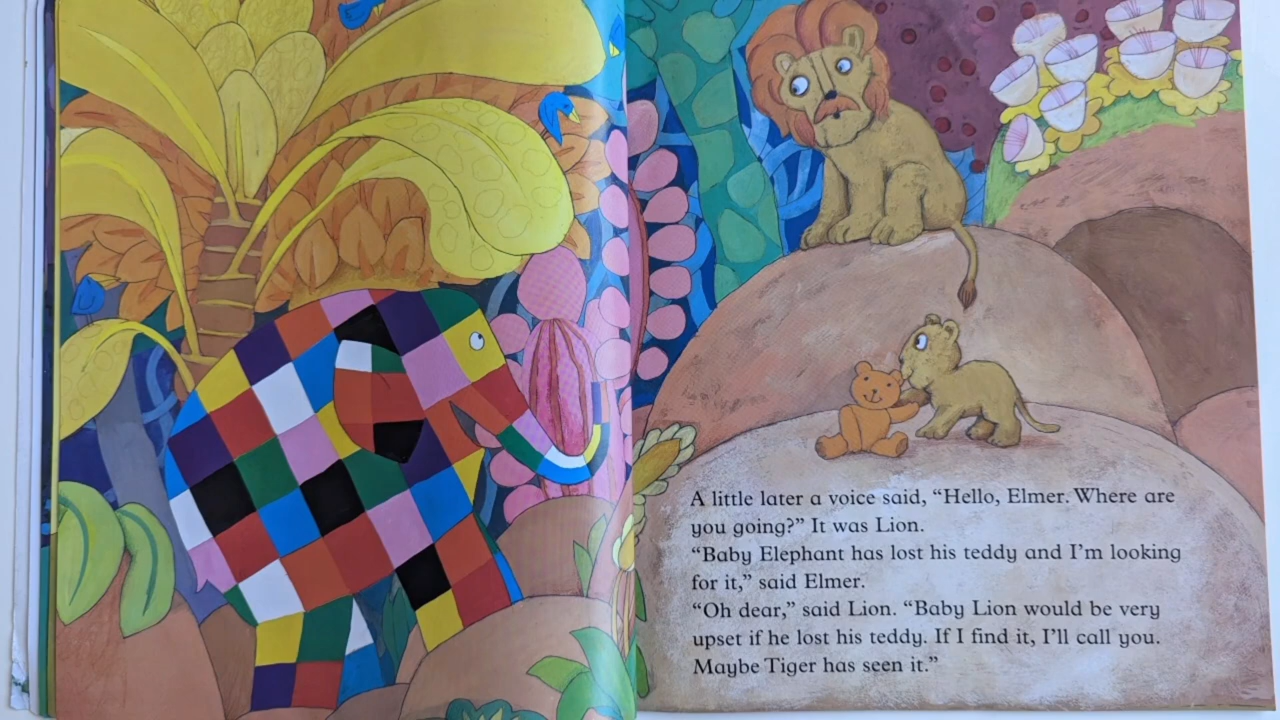 A little later a voice said, “Hello, Elmer. Where are
you going?” It was Lion.
“Baby Elephant has lost his teddy and I’m looking
for it,” said Elmer.
“Oh dear,” said Lion. “Baby Lion would be very
upset if he lost his teddy. If I find it, I’ll call you.
Maybe Tiger has seen it.”